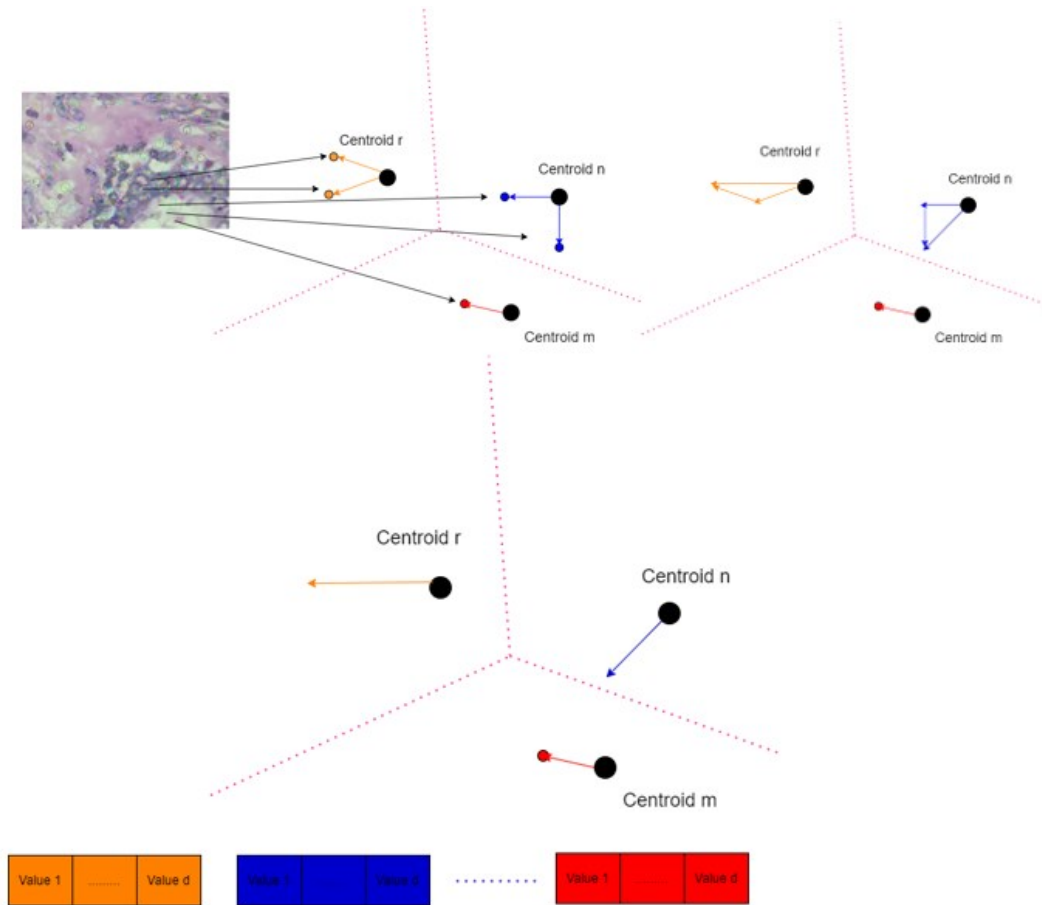 Centroid r
Centroid n
Centroid m
Centroid r
Centroid n
Centroid m
Centroid r
Centroid n
Centroid m
Value 1 ......... Value d
Value 1 ......... Value d
Value 1 ......... Value d